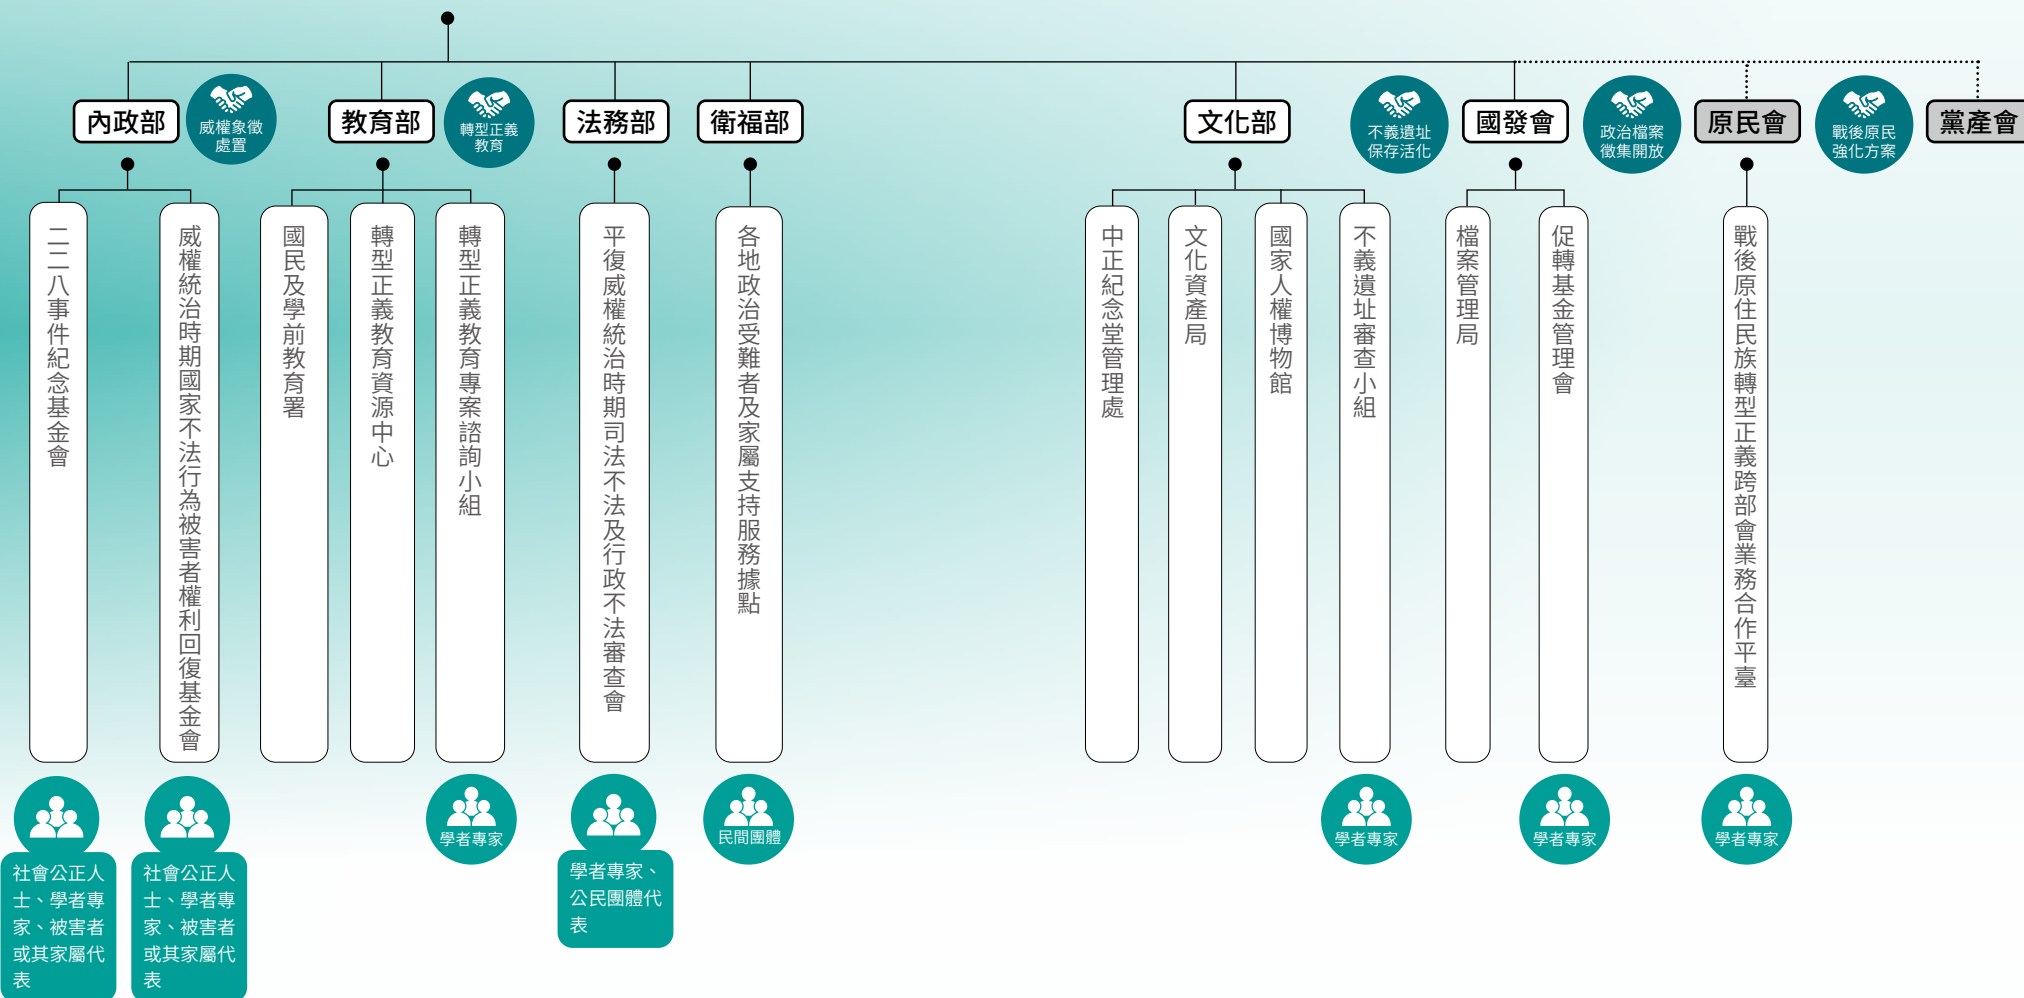 內政部
威權象徵
處置
教育部
轉型正義
教育
法務部
衛福部
文化部
不義遺址
保存活化
國發會
政治檔案
徵集開放
原民會
戰後原民
強化方案
黨產會
二二八事件紀念基金會
威權統治時期國家不法行為被害者權利回復基金會
國民及學前教育署
轉型正義教育資源中心
轉型正義教育專案諮詢小組
平復威權統治時期司法不法及行政不法審查會
各地政治受難者及家屬支持服務據點
中正紀念堂管理處
文化資產局
國家人權博物館
不義遺址審查小組
檔案管理局
促轉基金管理會
戰後原住民族轉型正義跨部會業務合作平臺
社會公正人
士、學者專
家、被害者
或其家屬代
表
社會公正人
士、學者專
家、被害者
或其家屬代
表
學者專家
學者專家、
公民團體代
表
民間團體
學者專家
學者專家
學者專家